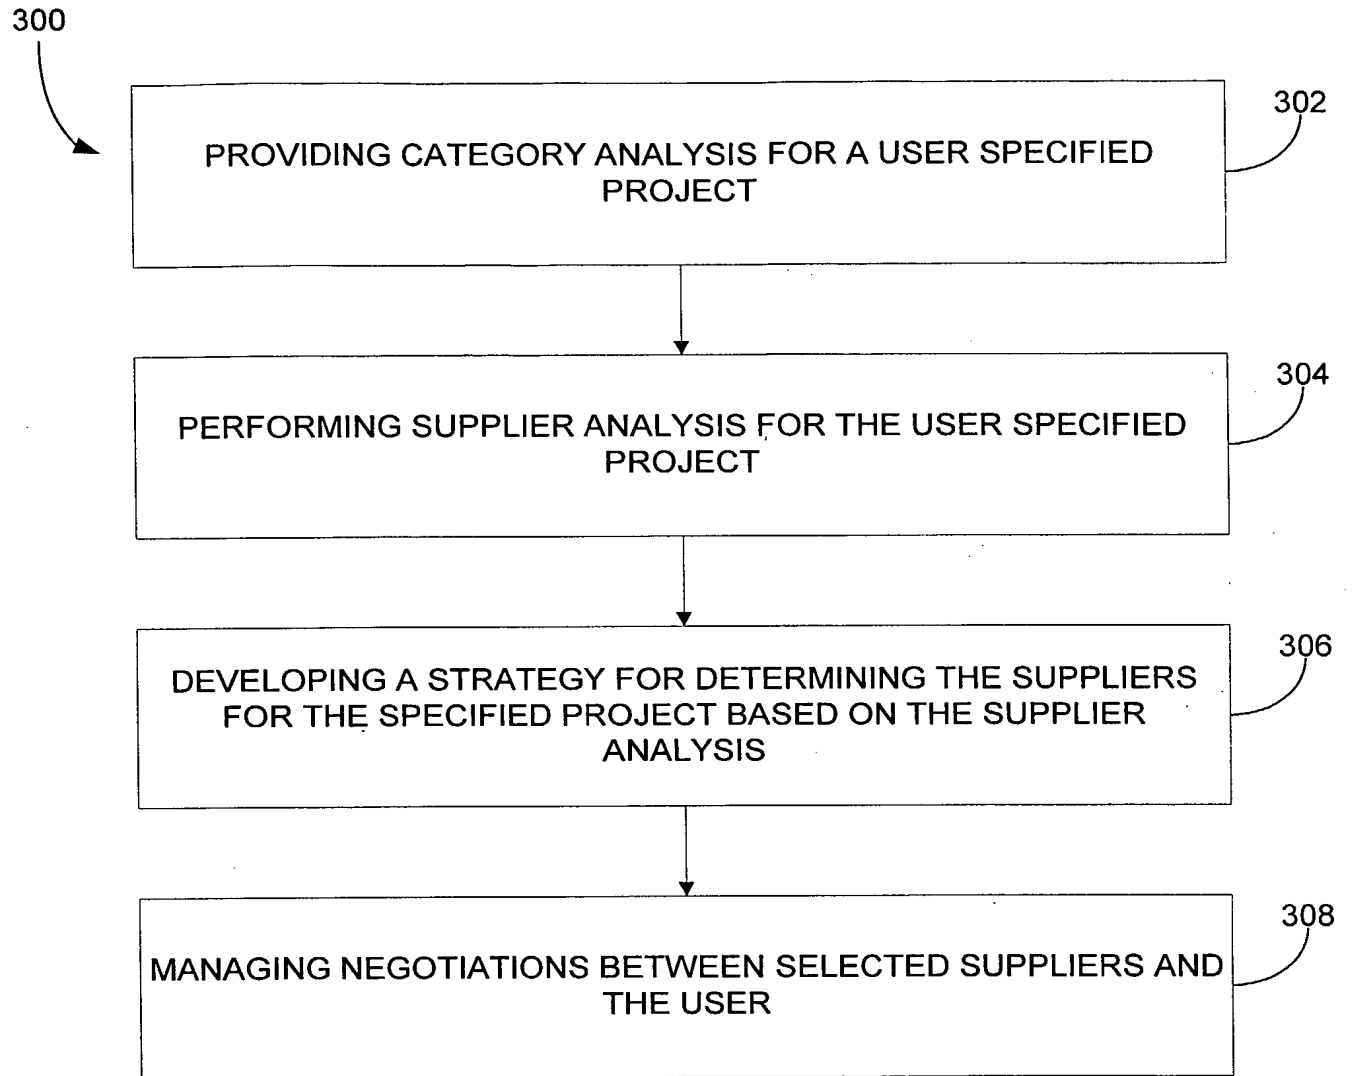 300
302
PROVIDING CATEGORY ANALYSIS FOR A USER SPECIFIED
PROJECT
304
PERFORMING SUPPLIER ANALYSIS FOR THE USER SPECIFIED
PROJECT
306
DEVELOPING A STRATEGY FOR DETERMINING THE SUPPLIERS
FOR THE SPECIFIED PROJECT BASED ON THE SUPPLIER
ANALYSIS
308
MANAGING NEGOTIATIONS BETWEEN SELECTED SUPPLIERS AND
THE USER